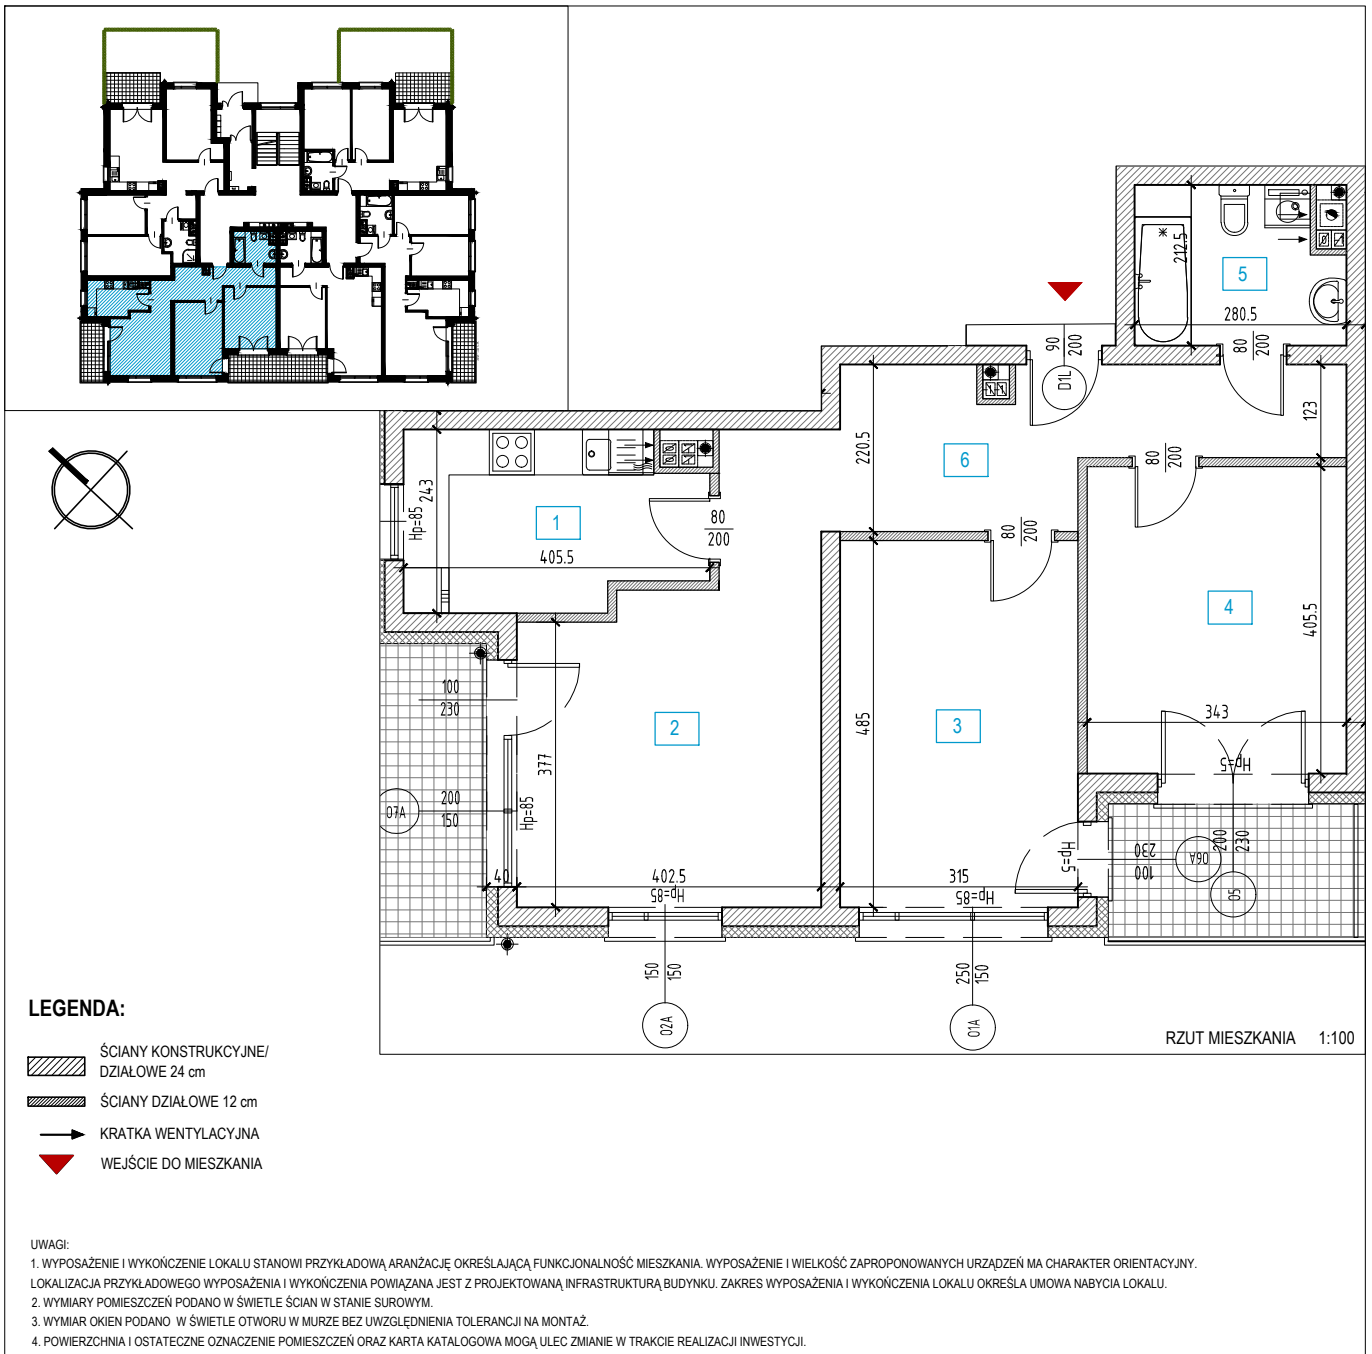 212.5
5
280.5
90
200
80
200
D1L
123
220.5
6
80
200
243
Hp=85
1
80
200
405.5
80
200
4
405.5
100
230
2
3
343
377
485
Hp=5
200
150
Hp=85
O7A
40
402.5
Hp=85
315
Hp=85
Hp=5
100
230
O6A
200
230
O5
150
150
O2A
250
150
O1A
RZUT MIESZKANIA 1:100
LEGENDA:
ŚCIANY KONSTRUKCYJNE/
DZIAŁOWE 24 cm
ŚCIANY DZIAŁOWE 12 cm
KRATKA WENTYLACYJNA
WEJŚCIE DO MIESZKANIA
UWAGI:
1. WYPOSAŻENIE I WYKOŃCZENIE LOKALU STANOWI PRZYKŁADOWĄ ARANŻACJĘ OKREŚLAJĄCĄ FUNKCJONALNOŚĆ MIESZKANIA. WYPOSAŻENIE I WIELKOŚĆ ZAPROPONOWANYCH URZĄDZEŃ MA CHARAKTER ORIENTACYJNY.
LOKALIZACJA PRZYKŁADOWEGO WYPOSAŻENIA I WYKOŃCZENIA POWIĄZANA JEST Z PROJEKTOWANĄ INFRASTRUKTURĄ BUDYNKU. ZAKRES WYPOSAŻENIA I WYKOŃCZENIA LOKALU OKREŚLA UMOWA NABYCIA LOKALU.
2. WYMIARY POMIESZCZEŃ PODANO W ŚWIETLE ŚCIAN W STANIE SUROWYM.
3. WYMIAR OKIEN PODANO W ŚWIETLE OTWORU W MURZE BEZ UWZGLĘDNIENIA TOLERANCJI NA MONTAŻ.
4. POWIERZCHNIA I OSTATECZNE OZNACZENIE POMIESZCZEŃ ORAZ KARTA KATALOGOWA MOGĄ ULEC ZMIANIE W TRAKCIE REALIZACJI INWESTYCJI.